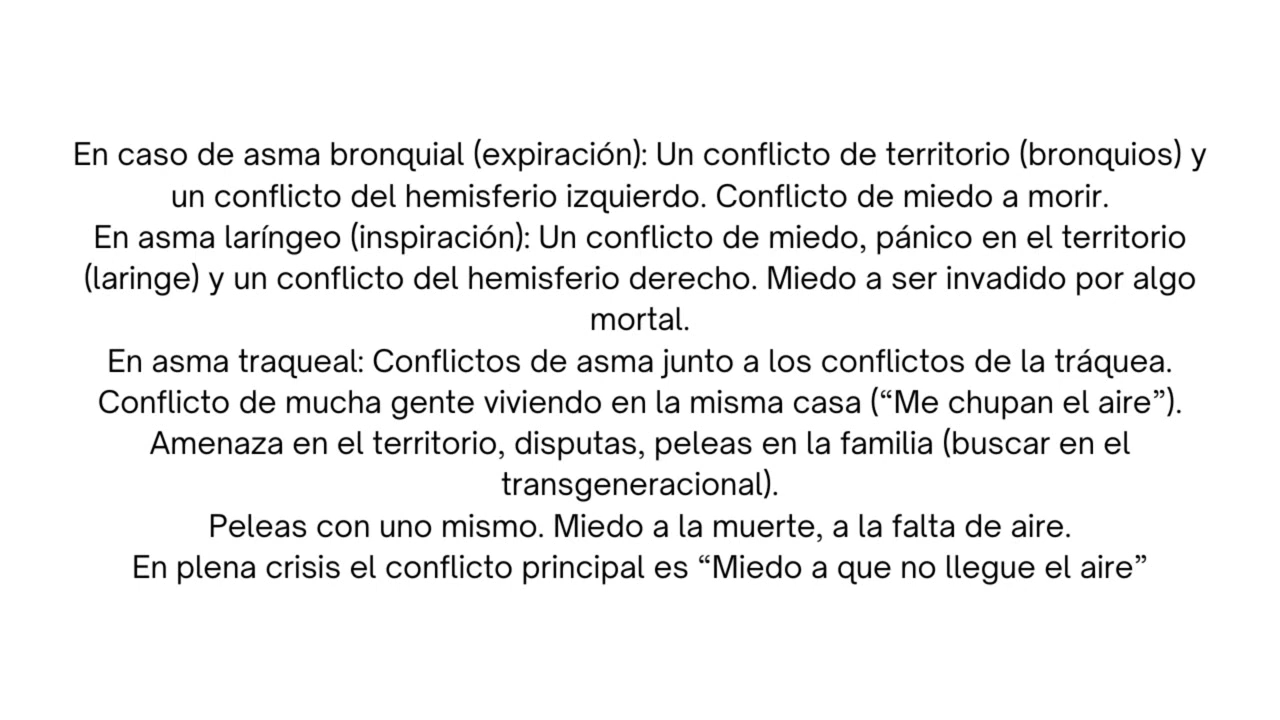 En caso de asma bronquial (expiración): Un conflicto de territorio (bronquios) y
un conflicto del hemisferio izquierdo. Conflicto de miedo a morir.
En asma laríngeo (inspiración): Un conflicto de miedo, pánico en el territorio
(laringe) y un conflicto del hemisferio derecho. Miedo a ser invadido por algo
mortal.
En asma traqueal: Conflictos de asma junto a los conflictos de la tráquea.
Conflicto de mucha gente viviendo en la misma casa (“Me chupan el aire”).
Amenaza en el territorio, disputas, peleas en la familia (buscar en el
transgeneracional).
Peleas con uno mismo. Miedo a la muerte, a la falta de aire.
En plena crisis el conflicto principal es “Miedo a que no llegue el aire”